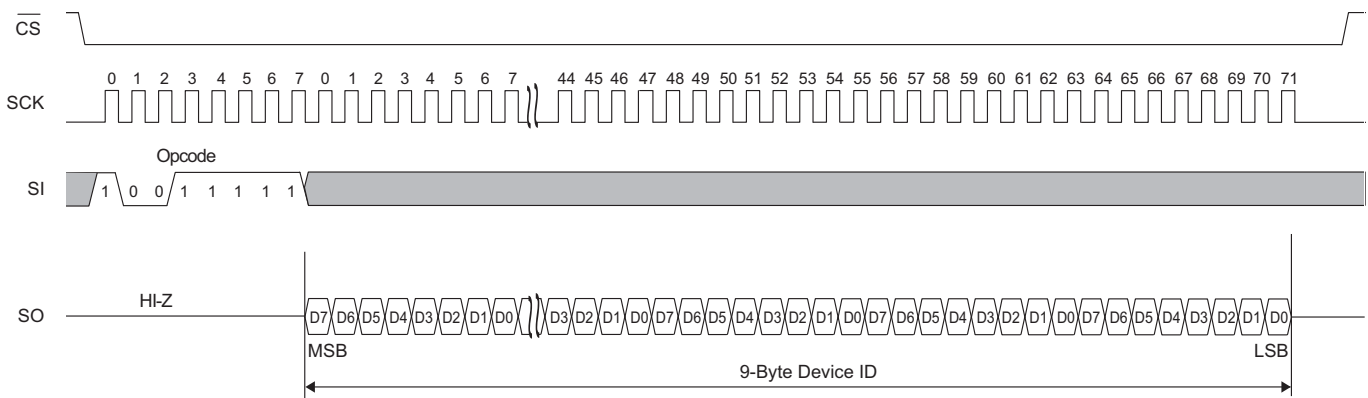 CS
SCK
0 1 2 3 4 5 6 7 0 1 2 3 4 5 6 7 44 45 46 47 48 49 50 51 52 53 54 55 56 57 58 59 60 61 62 63 64 65 66 67 68 69 70 71
Opcode
SI
1 0 0 1 1 1 1 1
HI-Z
SO
D7 D6 D5 D4 D3 D2 D1 D0 D3 D2 D1 D0 D7 D6 D5 D4 D3 D2 D1 D0 D7 D6 D5 D4 D3 D2 D1 D0 D7 D6 D5 D4 D3 D2 D1 D0
MSB LSB
9-Byte Device ID